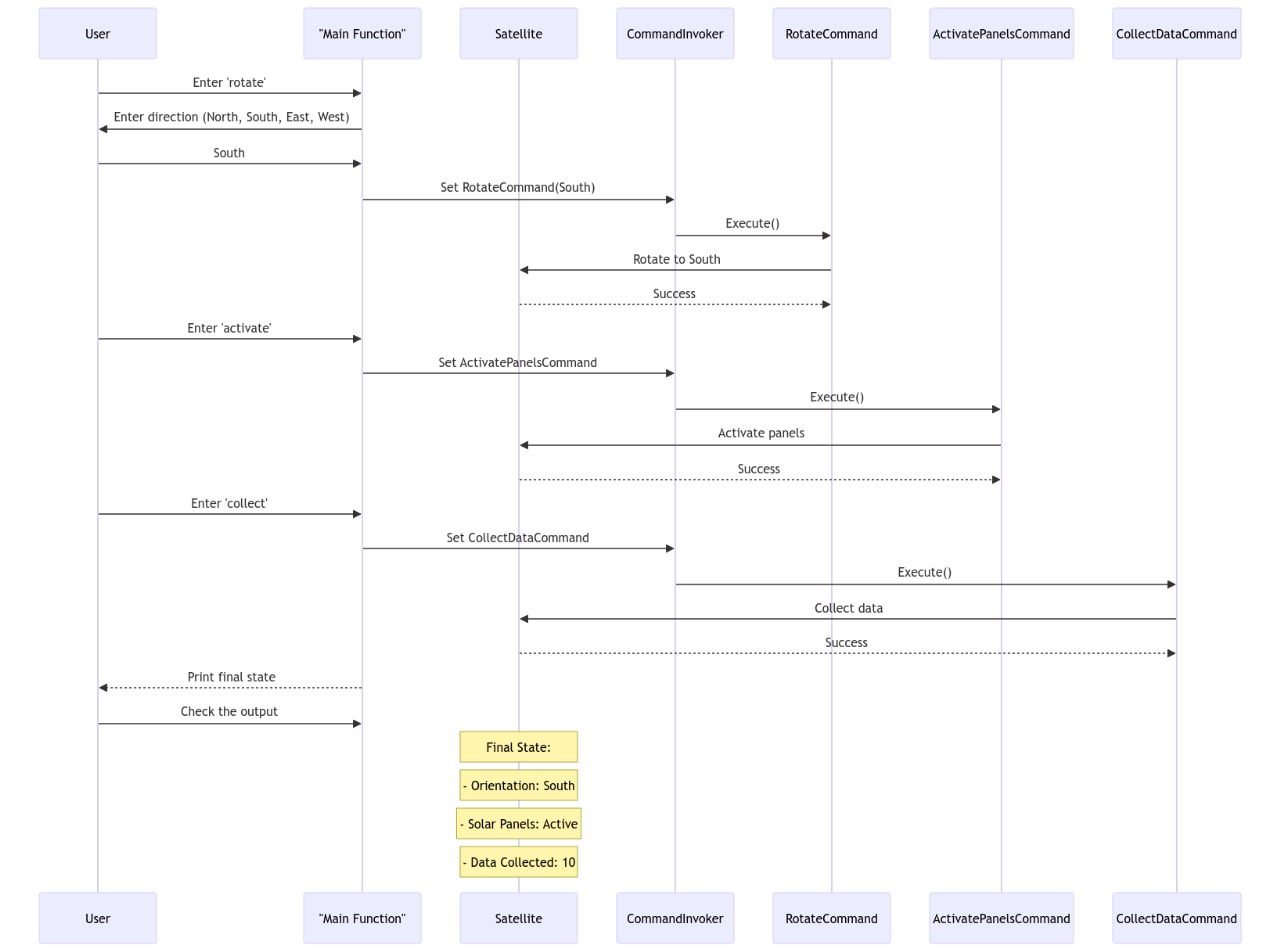 User
"Main Function"
Satellite
CommandInvoker
RotateCommand
ActivatePanelsCommand
CollectDataCommand
Enter 'rotate'
Enter direction (North, South, East, West)
South
Set RotateCommand(South)
Execute()
Rotate to South
Success
Enter 'activate'
Set ActivatePanelsCommand
Execute()
Activate panels
Success
Enter 'collect'
Set CollectDataCommand
Execute()
Collect data
Success
Print final state
Check the output
Final State:
- Orientation: South
- Solar Panels: Active
- Data Collected: 10
User
"Main Function"
Satellite
CommandInvoker
RotateCommand
ActivatePanelsCommand
CollectDataCommand